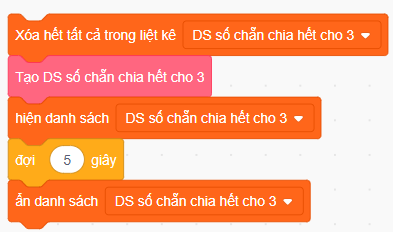 Xóa hết tất cả trong liệt kê DS số chẵn chia hết cho 3
Tạo DS số chẵn chia hết cho 3
hiện danh sách DS số chẵn chia hết cho 3
đợi 5 giây
ẩn danh sách DS số chẵn chia hết cho 3